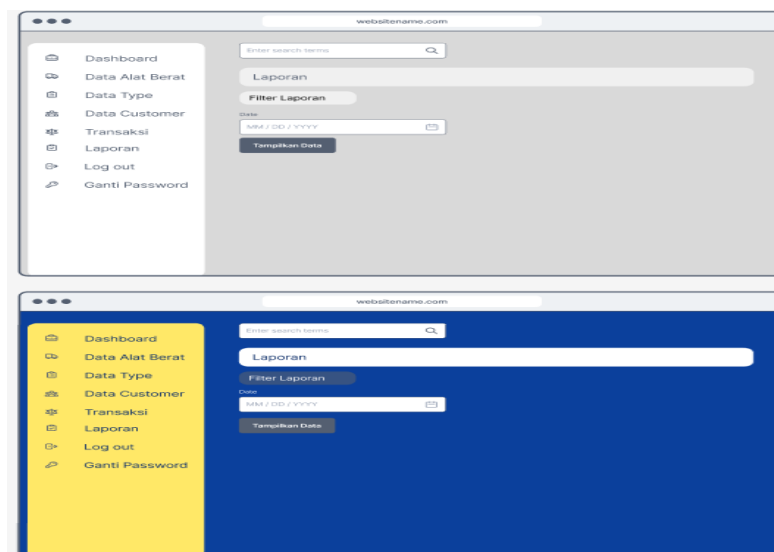 websitename.com
Dashboard
Data Alat Berat
Data Type
Data Customer
Transaksi
Laporan
Log out
Ganti Password
Enter search terms
Laporan
Filter Laporan
Date
MM / DD / YYYY
Tampilkan Data
websitename.com
Dashboard
Data Alat Berat
Data Type
Data Customer
Transaksi
Laporan
Log out
Ganti Password
Enter search terms
Laporan
Filter Laporan
Date
MM / DD / YYYY
Tampilkan Data